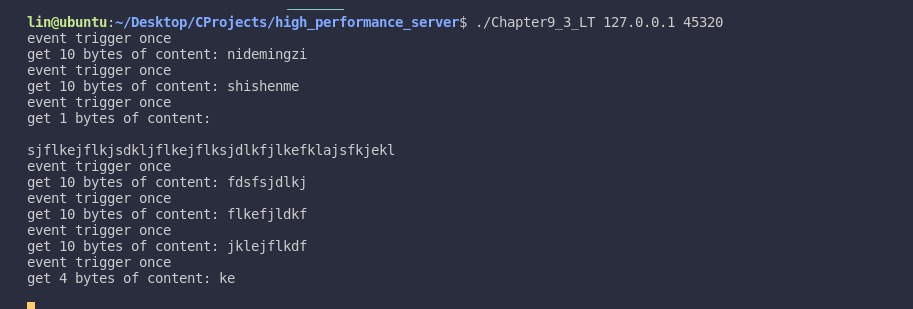 lin@ubuntu:~/Desktop/CProjects/high_performance_server$ ./Chapter9_3_LT 127.0.0.1 45320
event trigger once
get 10 bytes of content: nidemingzi
event trigger once
get 10 bytes of content: shishenme
event trigger once
get 1 bytes of content:
sjflkejflkjsdkljflkejflksjdlkfjlkefklajsfkjekl
event trigger once
get 10 bytes of content: fdsfsjdlkj
event trigger once
get 10 bytes of content: flkefjldkf
event trigger once
get 10 bytes of content: jklejflkdf
event trigger once
get 4 bytes of content: ke